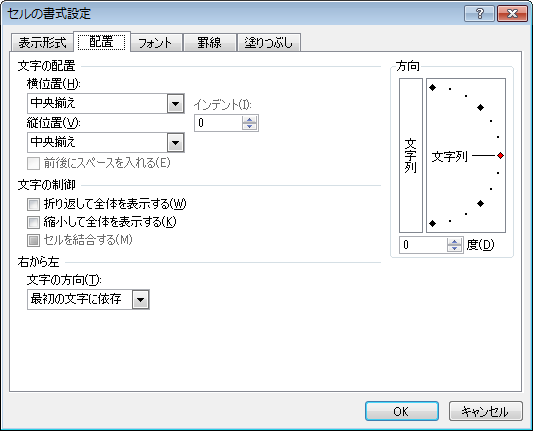 セルの書式設定
表示形式 配置 フォント 罫線 塗りつぶし
文字の配置
横位置(H):
中央揃え
インデント(I):
0
縦位置(V):
中央揃え
前後にスペースを入れる(E)
文字の制御
折り返して全体を表示する(W)
縮小して全体を表示する(K)
セルを結合する(M)
右から左
文字の方向(T):
最初の文字に依存
方向
文字列
文字列
0 度(D)
OK キャンセル